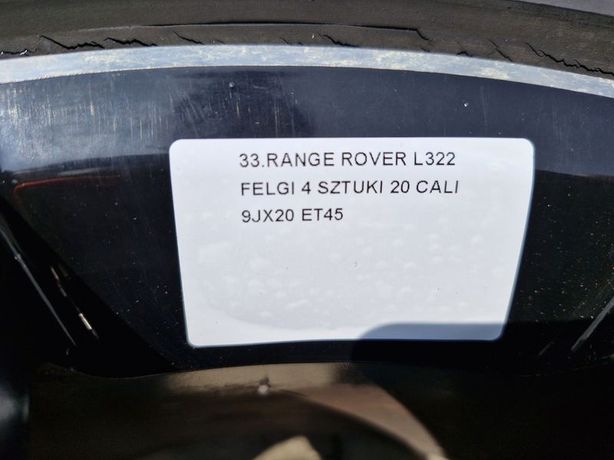 33.RANGE ROVER L322
FELGI 4 SZTUKI 20 CALI
9JX20 ET45